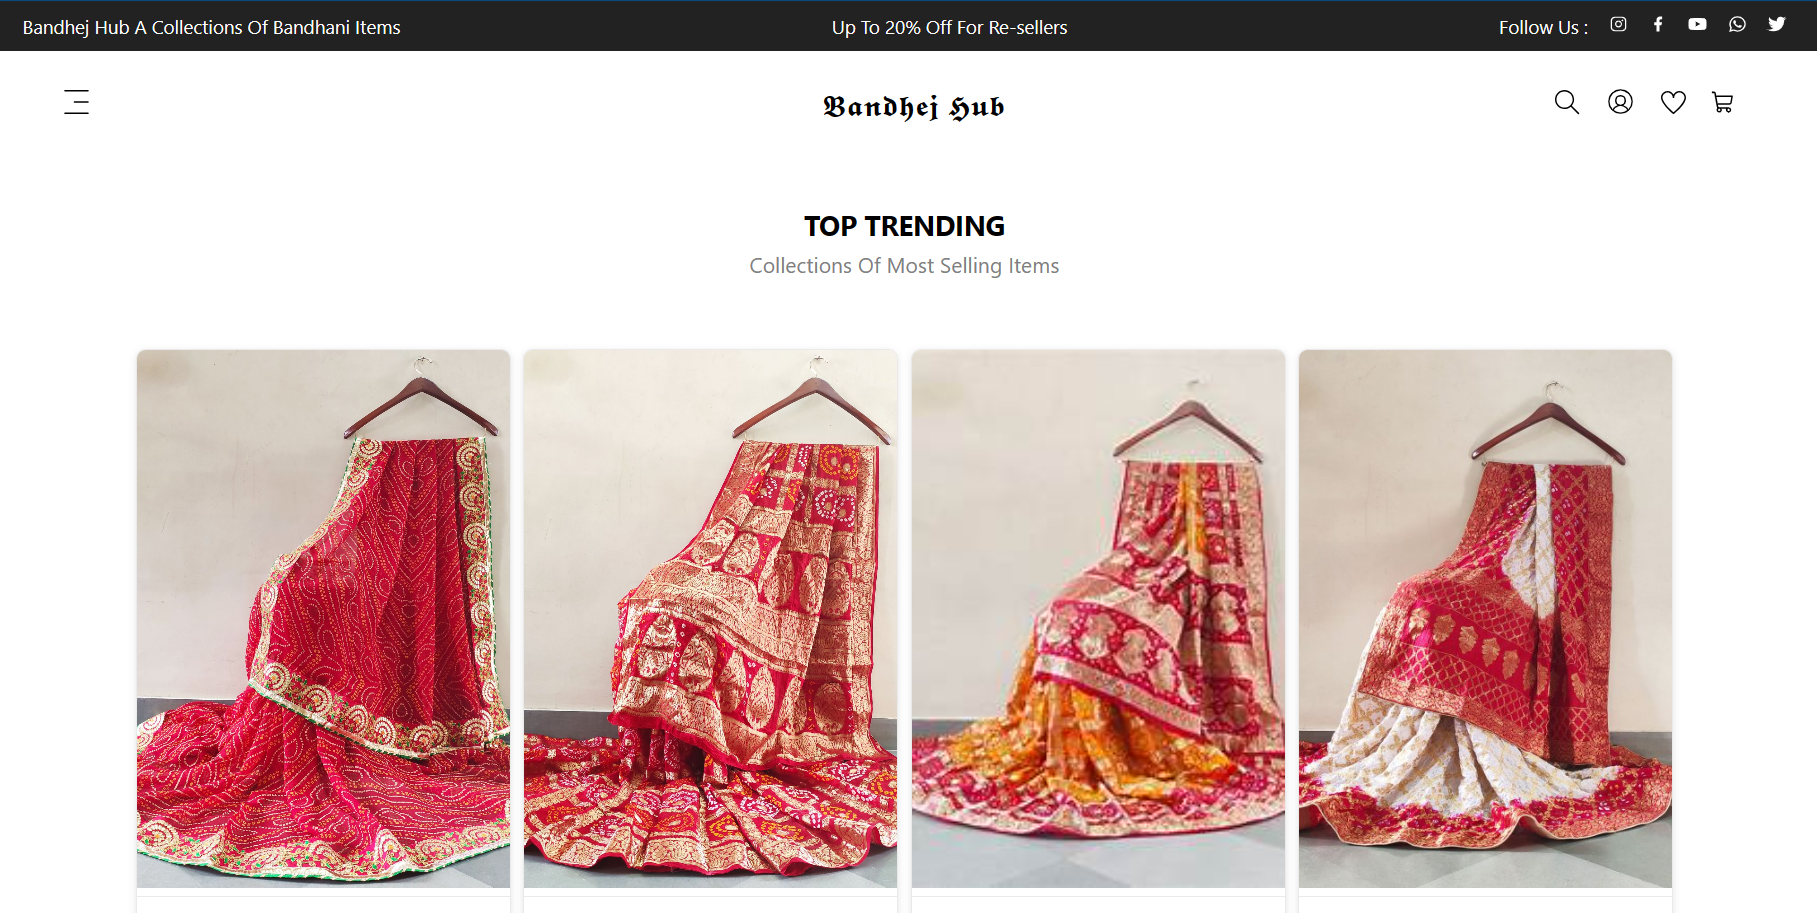 Bandhej Hub A Collections Of Bandhani Items
Up To 20% Off For Re-sellers
Follow Us :
Bandhej Hub
TOP TRENDING
Collections Of Most Selling Items